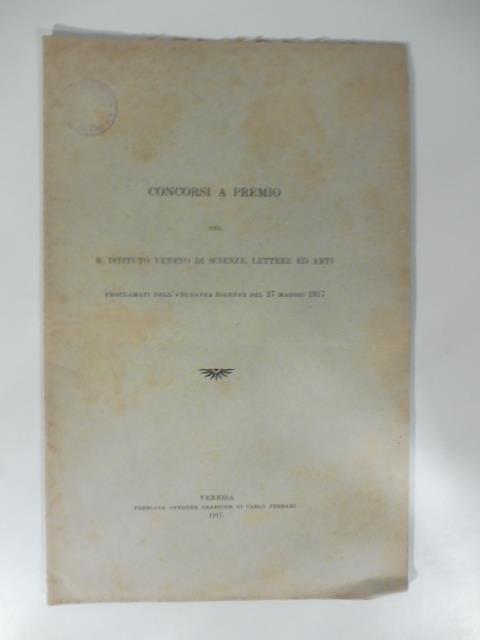 CONCORSI A PREMIO
DEL
R. ISTITUTO VENETO DI SCIENZE, LETTERE ED ARTI
PROCLAMATI NELL'ADUNANZA SOLENNE DEL 27 MAGGIO 1917
VENEZIA
PREMIATE OFFICINE GRAFICHE DI CARLO FERRARI
1917.